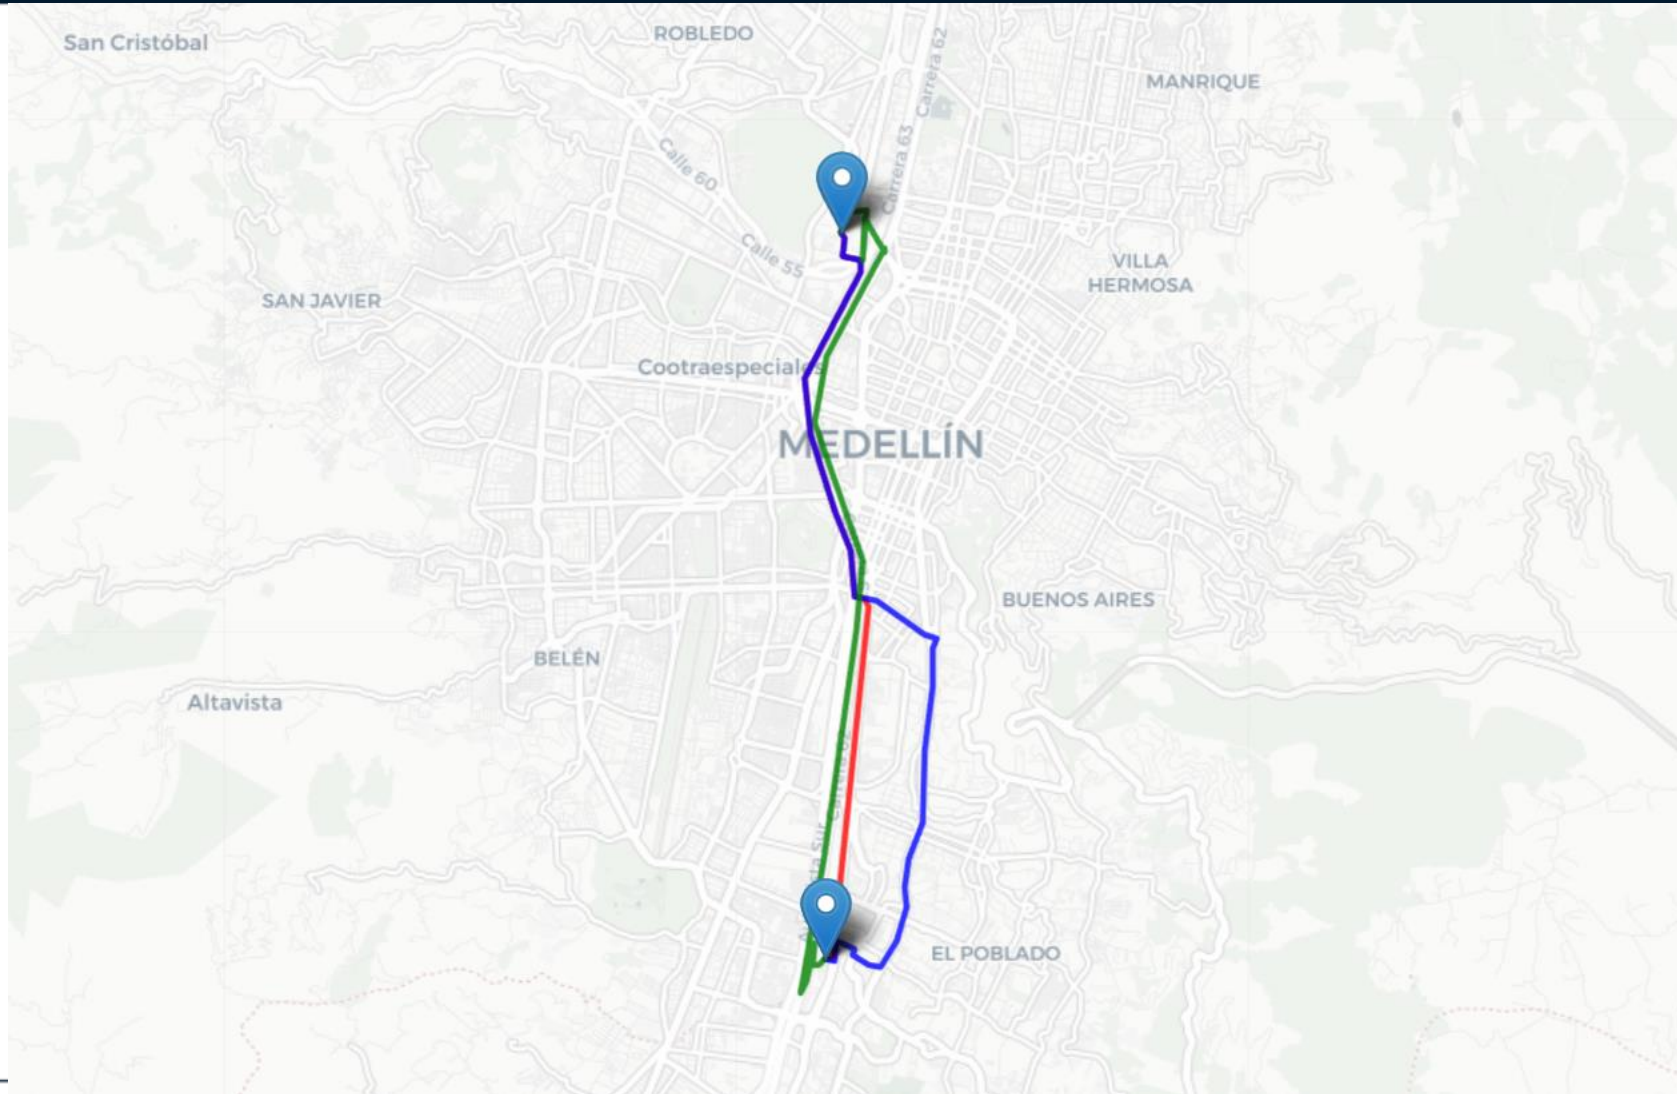 San Cristóbal
ROBLEDO
Carrera 62
MANRIQUE
Calle 60
Carrera 63
Calle 55
VILLA
HERMOSA
SAN JAVIER
Cootraespeciales
MEDELLÍN
BUENOS AIRES
BELÉN
Altavista
Sur
EL POBLADO